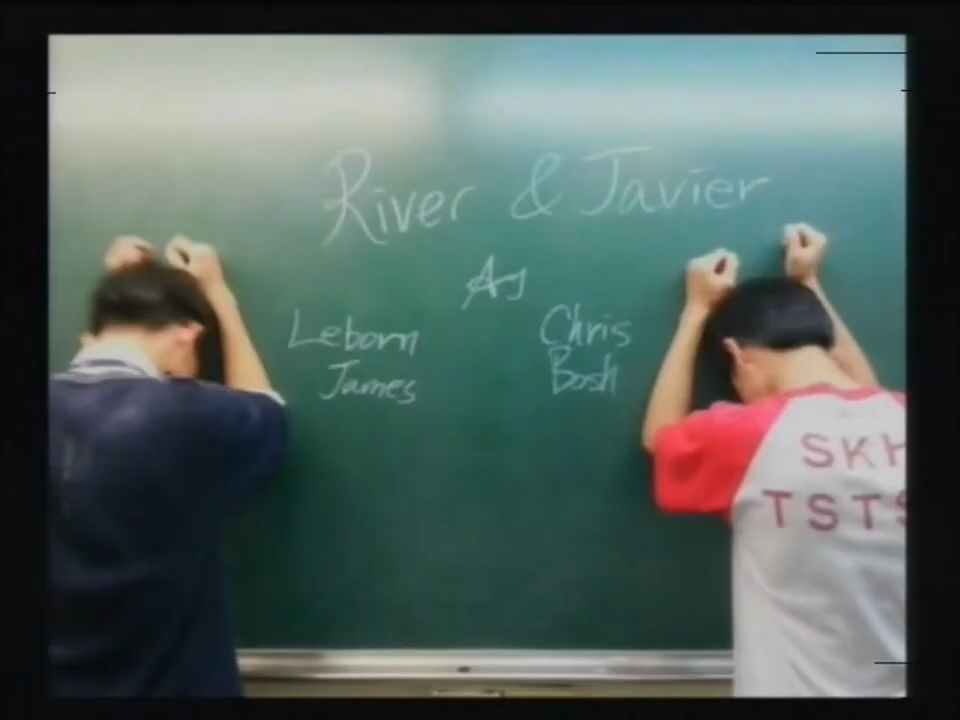 River & Javier
As
Leborn
James
Chris
Bosh
SKH
TSTS